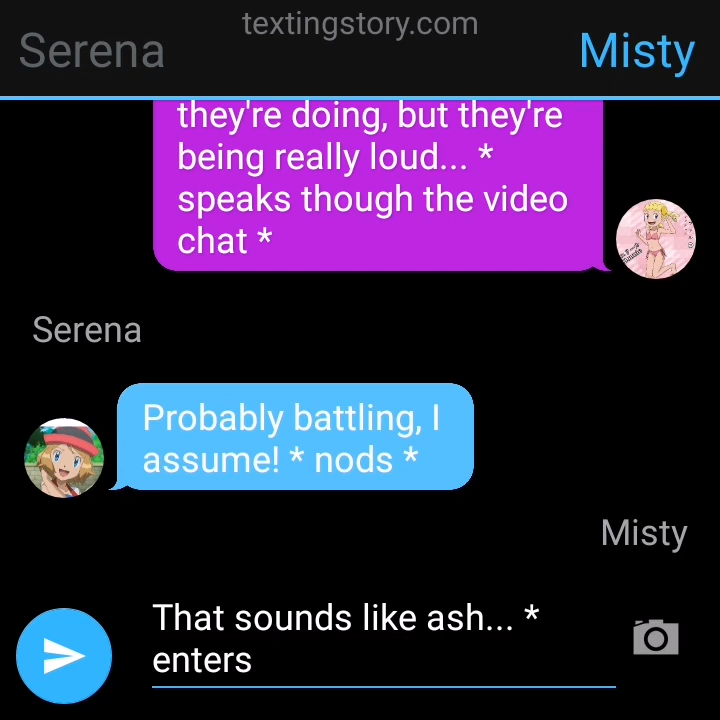 textingstory.com
Serena
Misty
they're doing, but they're
being really loud... *
speaks though the video
chat *
Serena
Probably battling, I
assume! * nods *
Misty
That sounds like ash... *
enters